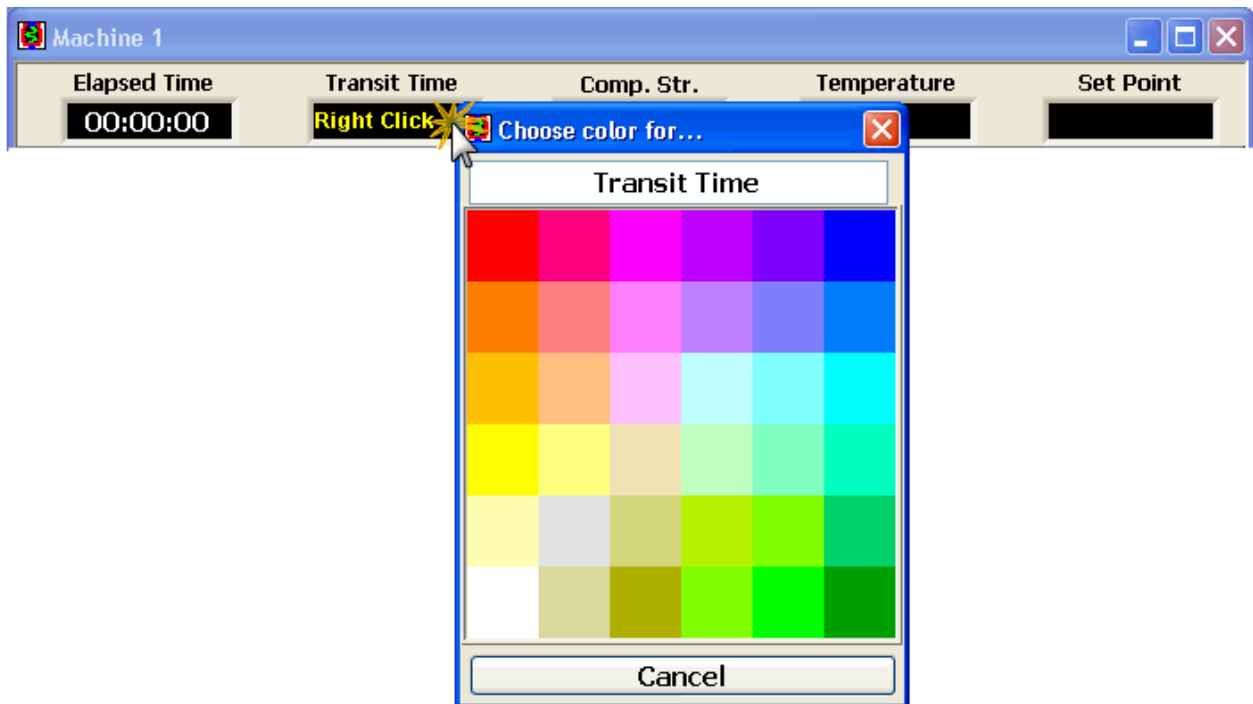 Machine 1
Elapsed Time Transit Time Comp. Str. Temperature Set Point
00:00:00 Right Click
Choose color for...
Transit Time
Cancel